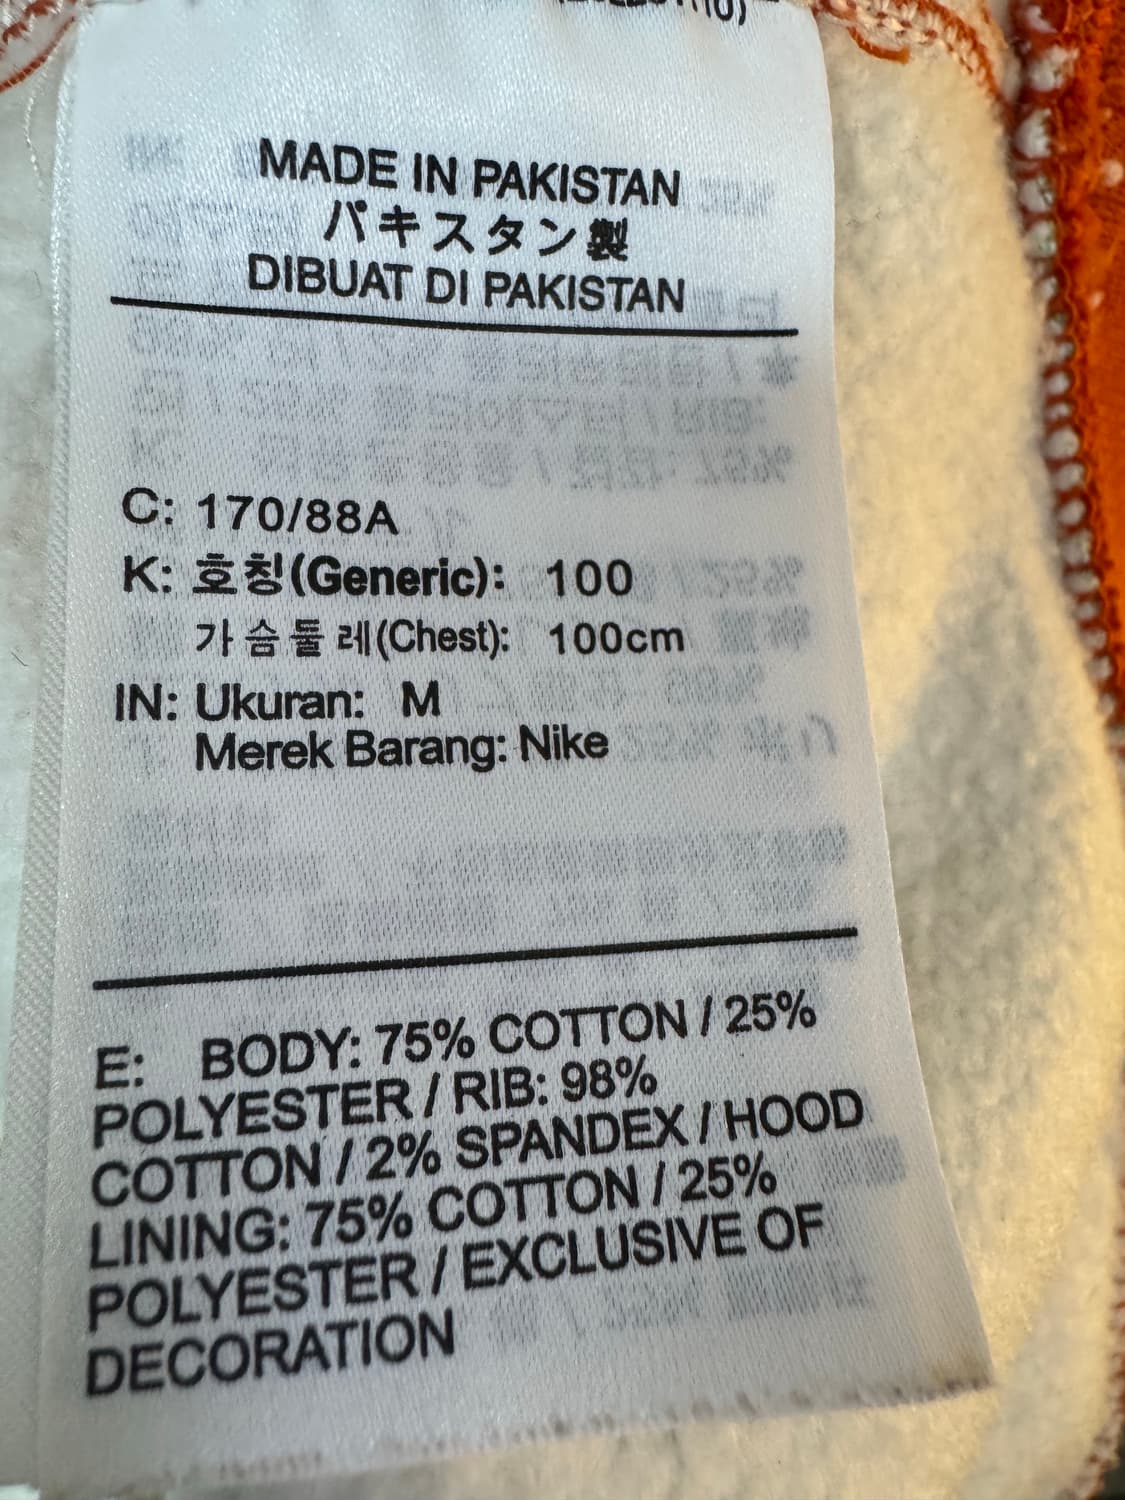 MADE IN PAKISTAN
パキスタン製
DIBUAT DI PAKISTAN
C: 170/88A
K: 호칭(Generic): 100
가슴둘레(Chest): 100cm
IN: Ukuran: M
Merek Barang: Nike
E: BODY: 75% COTTON / 25%
POLYESTER / RIB: 98%
COTTON / 2% SPANDEX / HOOD
LINING: 75% COTTON / 25%
POLYESTER / EXCLUSIVE OF
DECORATION